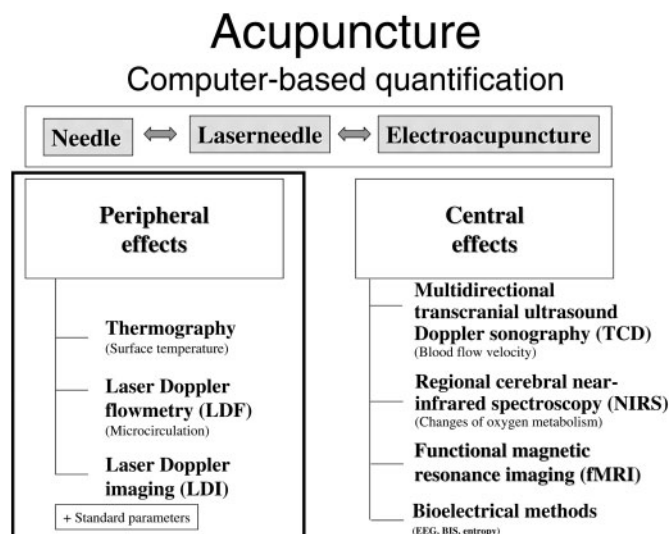 Acupuncture
Computer-based quantification
Needle
Laserneedle
Electroacupuncture
Peripheral
effects
Thermography
(Surface temperature)
Laser Doppler
flowmetry (LDF)
(Microcirculation)
Laser Doppler
imaging (LDI)
+ Standard parameters
Central
effects
Multidirectional
transcranial ultrasound
Doppler sonography (TCD)
(Blood flow velocity)
Regional cerebral near-
infrared spectroscopy (NIRS)
(Changes of oxygen metabolism)
Functional magnetic
resonance imaging (fMRI)
Bioelectrical methods
(EEG, BIS, entropy)